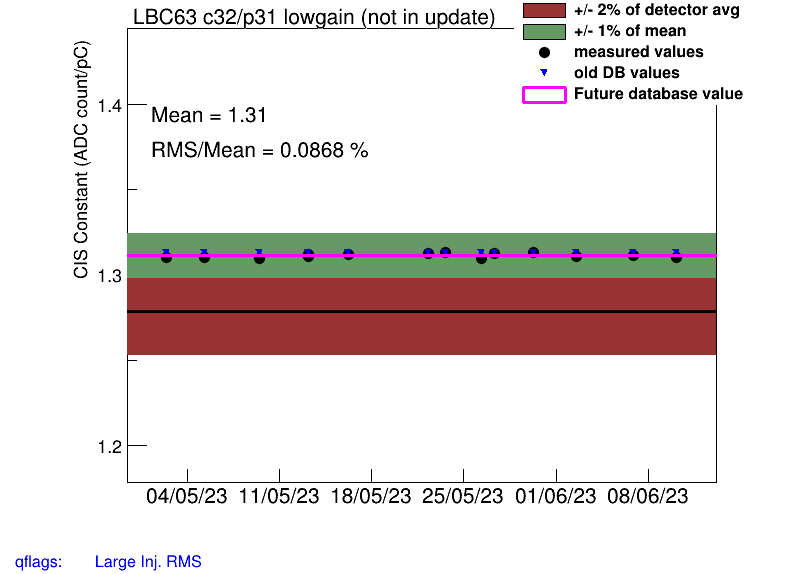 LBC63 c32/p31 lowgain (not in update)
+/- 2% of detector avg
+/- 1% of mean
measured values
old DB values
Future database value
CIS Constant (ADC count/pC)
1.4
Mean = 1.31
RMS/Mean = 0.0868 %
1.3
1.2
04/05/23 11/05/23 18/05/23 25/05/23 01/06/23 08/06/23
qflags: Large Inj. RMS